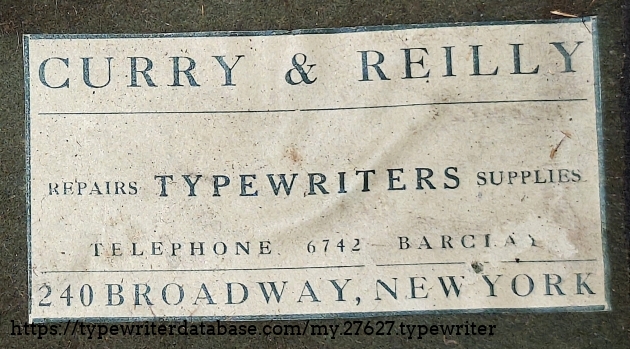 CURRY & REILLY
REPAIRS TYPEWRITERS SUPPLIES
TELEPHONE 6742 BARCLAY
240 BROADWAY, NEW YORK
https://typewriterdatabase.com/my.27627.typewriter